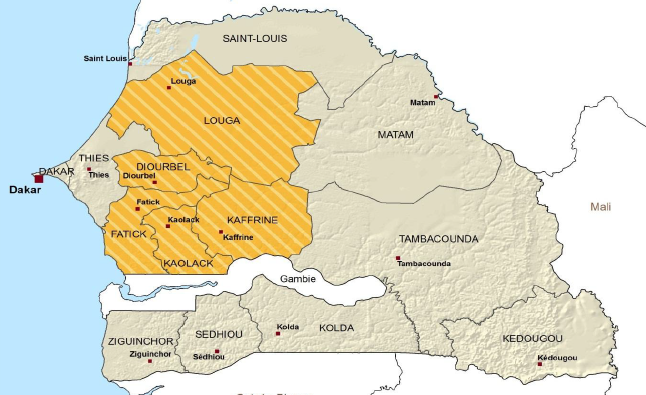 SAINT-LOUIS
Saint Louis
Louga
Matam
LOUGA
MATAM
THIES
DIOURBEL
DAKAR
Thies
Diourbel
Dakar
Fatick
Mali
Kaolack
KAFFRINE
FATICK
Kaffrine
TAMBACOUNDA
KAOLACK
Tambacounda
Gambie
Kolda
KOLDA
SEDHIOU
ZIGUINCHOR
KEDOUGOU
Ziguinchor
Sédhiou
Kédougou